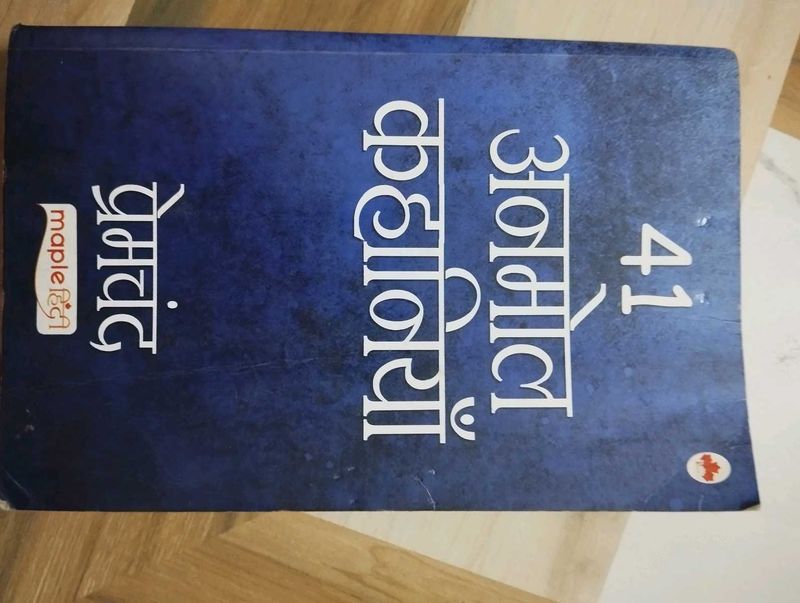 41
अनमोल
कहानियाँ
प्रेमचंद
maple हिंदी